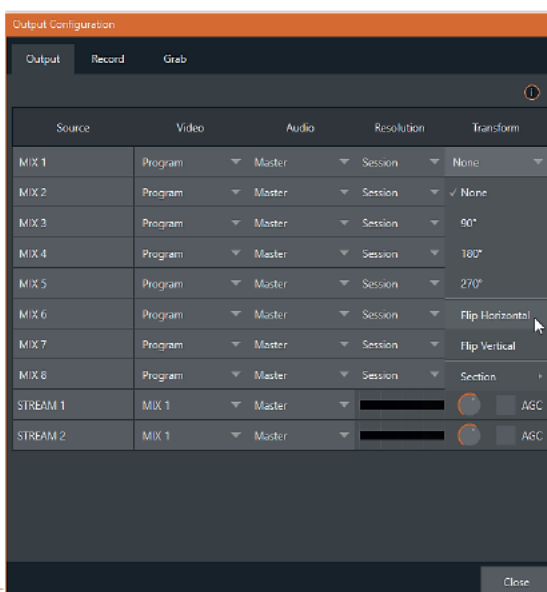 Output Configuration
Output Record Grab
Source Video Audio Resolution Transform
MIX 1 Program Master Session None
MIX 2 Program Master Session ✓ None
MIX 3 Program Master Session 90°
MIX 4 Program Master Session 180°
MIX 5 Program Master Session 270°
MIX 6 Program Master Session Flip Horizontal
MIX 7 Program Master Session Flip Vertical
MIX 8 Program Master Session Section
STREAM 1 MIX 1 Master AGC
STREAM 2 MIX 1 Master AGC
Close